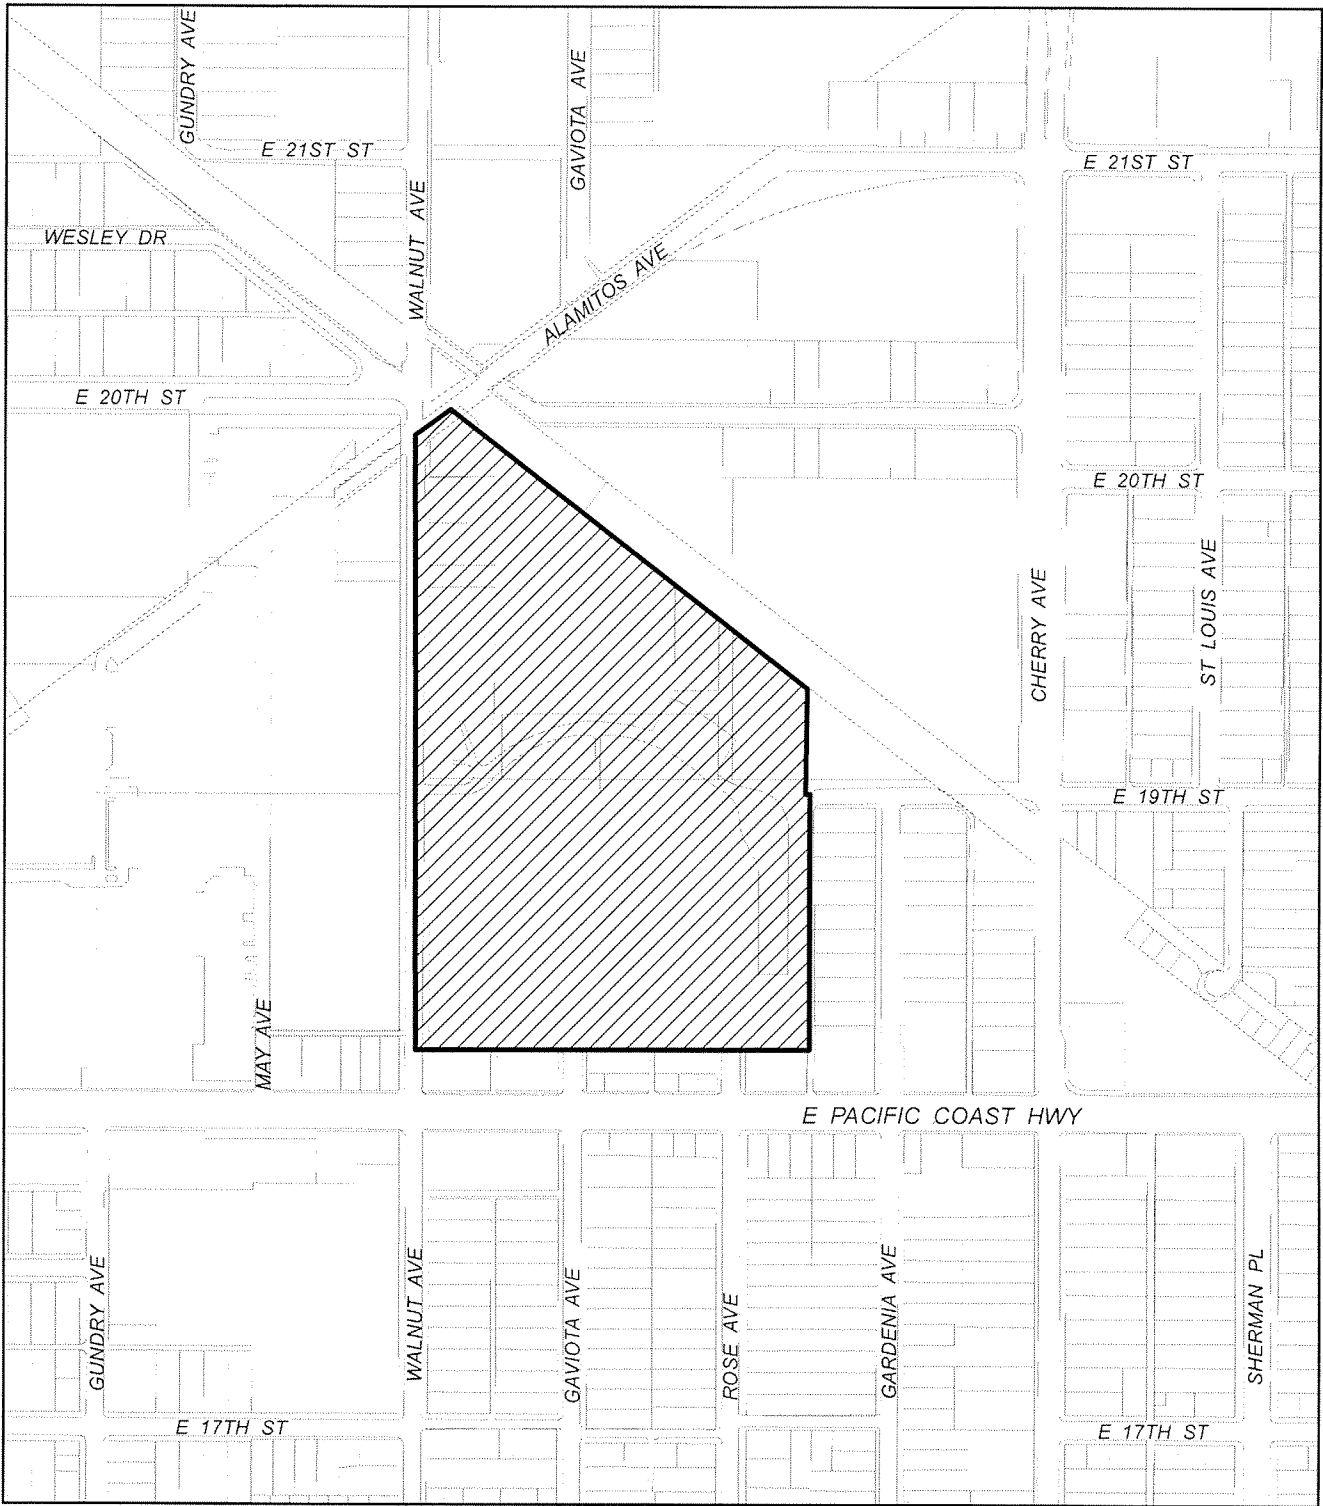 GUNDRY AVE
GAVIOTA AVE
E 21ST ST
E 21ST ST
WALNUT AVE
WESLEY DR
ALAMITOS AVE
E 20TH ST
E 20TH ST
CHERRY AVE
ST LOUIS AVE
E 19TH ST
MAY AVE
E PACIFIC COAST HWY
GUNDRY AVE
WALNUT AVE
GAVIOTA AVE
ROSE AVE
GARDENIA AVE
SHERMAN PL
E 17TH ST
E 17TH ST